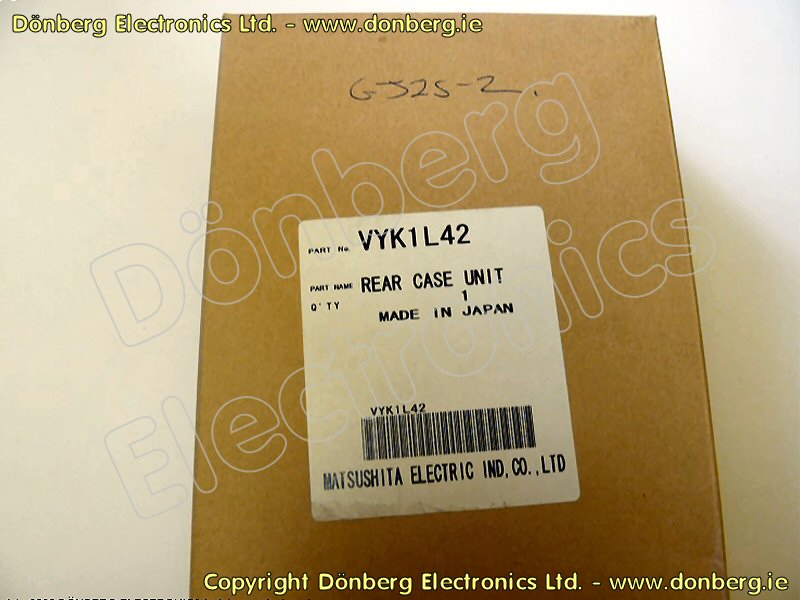 Dönberg Electronics Ltd. - www.donberg.ie
G-525-2.
Dönberg
Electronics
PART No. VYK1L42
PART NAME REAR CASE UNIT
Q'TY 1
MADE IN JAPAN
VYK1L42
MATSUSHITA ELECTRIC IND,CO.,LTD
Copyright Dönberg Electronics Ltd. - www.donberg.ie